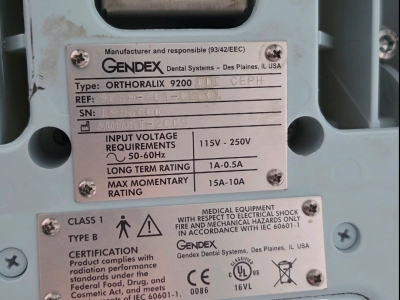 Manufacturer and responsible (93/42/EEC)
GENDEX Dental Systems - Des Plaines, IL USA
Type: ORTHORALIX 9200 CEPH
REF:
SN:
INPUT VOLTAGE REQUIREMENTS 50-60Hz 115V - 250V
LONG TERM RATING 1A-0.5A
MAX MOMENTARY RATING 15A-10A
CLASS 1
TYPE B
MEDICAL EQUIPMENT
WITH RESPECT TO ELECTRICAL SHOCK
FIRE AND MECHANICAL HAZARDS ONLY
IN ACCORDANCE WITH IEC 60601-1
GENDEX
Gendex Dental Systems, Des Plaines, IL USA
CERTIFICATION
Product complies with
radiation performance
standards under the
Federal Food, Drug, and
Cosmetic Act, and meets
CE 0086
C UL US
16VL